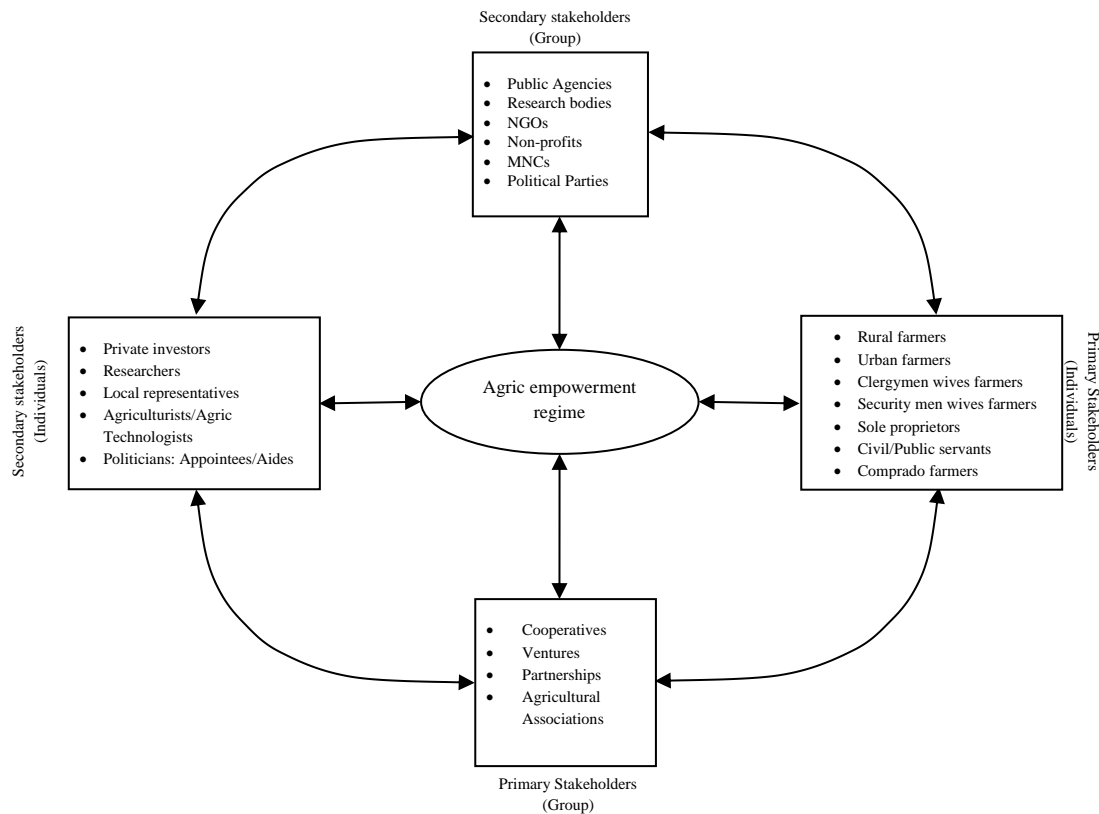 Secondary stakeholders
(Group)
• Public Agencies
• Research bodies
• NGOs
• Non-profits
• MNCs
• Political Parties
Secondary stakeholders
(Individuals)
• Private investors
• Researchers
• Local representatives
• Agriculturists/Agric
Technologists
• Politicians: Appointees/Aides
Agric empowerment
regime
• Rural farmers
• Urban farmers
• Clergymen wives farmers
• Security men wives farmers
• Sole proprietors
• Civil/Public servants
• Comprado farmers
Primary Stakeholders
(Individuals)
• Cooperatives
• Ventures
• Partnerships
• Agricultural
Associations
Primary Stakeholders
(Group)